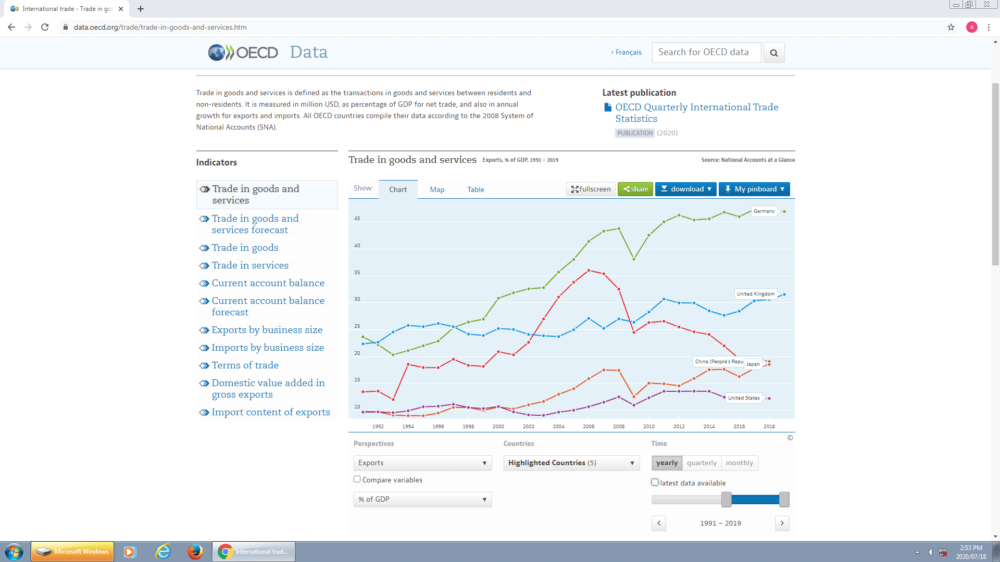 International trade - Trade in goo
data.oecd.org/trade/trade-in-goods-and-services.htm
a
OECD Data
› Français
Search for OECD data
Trade in goods and services is defined as the transactions in goods and services between residents and
non-residents. It is measured in million USD, as percentage of GDP for net trade, and also in annual
growth for exports and imports. All OECD countries compile their data according to the 2008 System of
National Accounts (SNA).
Latest publication
OECD Quarterly International Trade
Statistics
PUBLICATION (2020)
Indicators
Trade in goods and
services
Trade in goods and
services forecast
Trade in goods
Trade in services
Current account balance
Current account balance
forecast
Exports by business size
Imports by business size
Terms of trade
Domestic value added in
gross exports
Import content of exports
Trade in goods and services Exports, % of GDP, 1991 – 2019
Source: National Accounts at a Glance
Show: Chart Map Table
fullscreen share download ▼ My pinboard ▼
45
40
35
30
25
20
15
10
Germany
United Kingdom
China (People's Repu
Japan
United States
1992 1994 1996 1998 2000 2002 2004 2006 2008 2010 2012 2014 2016 2018
©
Perspectives
Exports ▼
Compare variables
% of GDP ▼
Countries
Highlighted Countries (5) ▼
Time
yearly quarterly monthly
latest data available
1991 – 2019
Microsoft Windows
International trad...
2:53 PM
2020/07/18